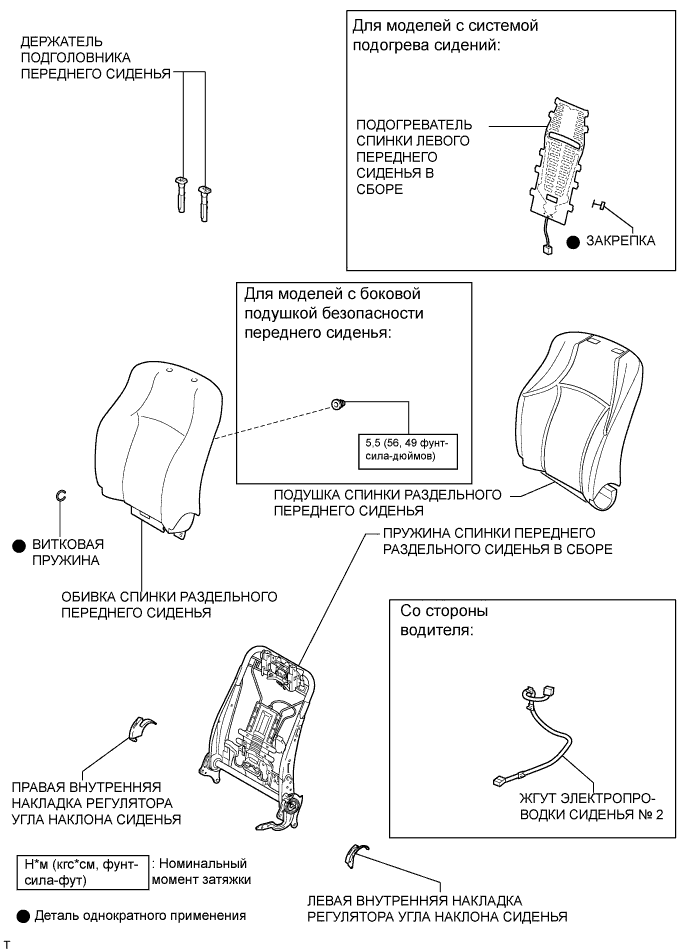 ДЕРЖАТЕЛЬ
ПОДГОЛОВНИКА
ПЕРЕДНЕГО СИДЕНЬЯ
Для моделей с системой
подогрева сидений:
ПОДОГРЕВАТЕЛЬ
СПИНКИ ЛЕВОГО
ПЕРЕДНЕГО
СИДЕНЬЯ В
СБОРЕ
ЗАКРЕПКА
Для моделей с боковой
подушкой безопасности
переднего сиденья:
5,5 (56, 49 фунт-
сила-дюймов)
ПОДУШКА СПИНКИ РАЗДЕЛЬНОГО
ПЕРЕДНЕГО СИДЕНЬЯ
ВИТКОВАЯ
ПРУЖИНА
ПРУЖИНА СПИНКИ ПЕРЕДНЕГО
РАЗДЕЛЬНОГО СИДЕНЬЯ В СБОРЕ
ОБИВКА СПИНКИ РАЗДЕЛЬНОГО
ПЕРЕДНЕГО СИДЕНЬЯ
Со стороны
водителя:
ЖГУТ ЭЛЕКТРОПРО-
ВОДКИ СИДЕНЬЯ № 2
ПРАВАЯ ВНУТРЕННЯЯ
НАКЛАДКА РЕГУЛЯТОРА
УГЛА НАКЛОНА СИДЕНЬЯ
Н*м (кгс*см, фунт-
сила-фут)
: Номинальный
момент затяжки
ЛЕВАЯ ВНУТРЕННЯЯ НАКЛАДКА
РЕГУЛЯТОРА УГЛА НАКЛОНА СИДЕНЬЯ
Деталь однократного применения
T